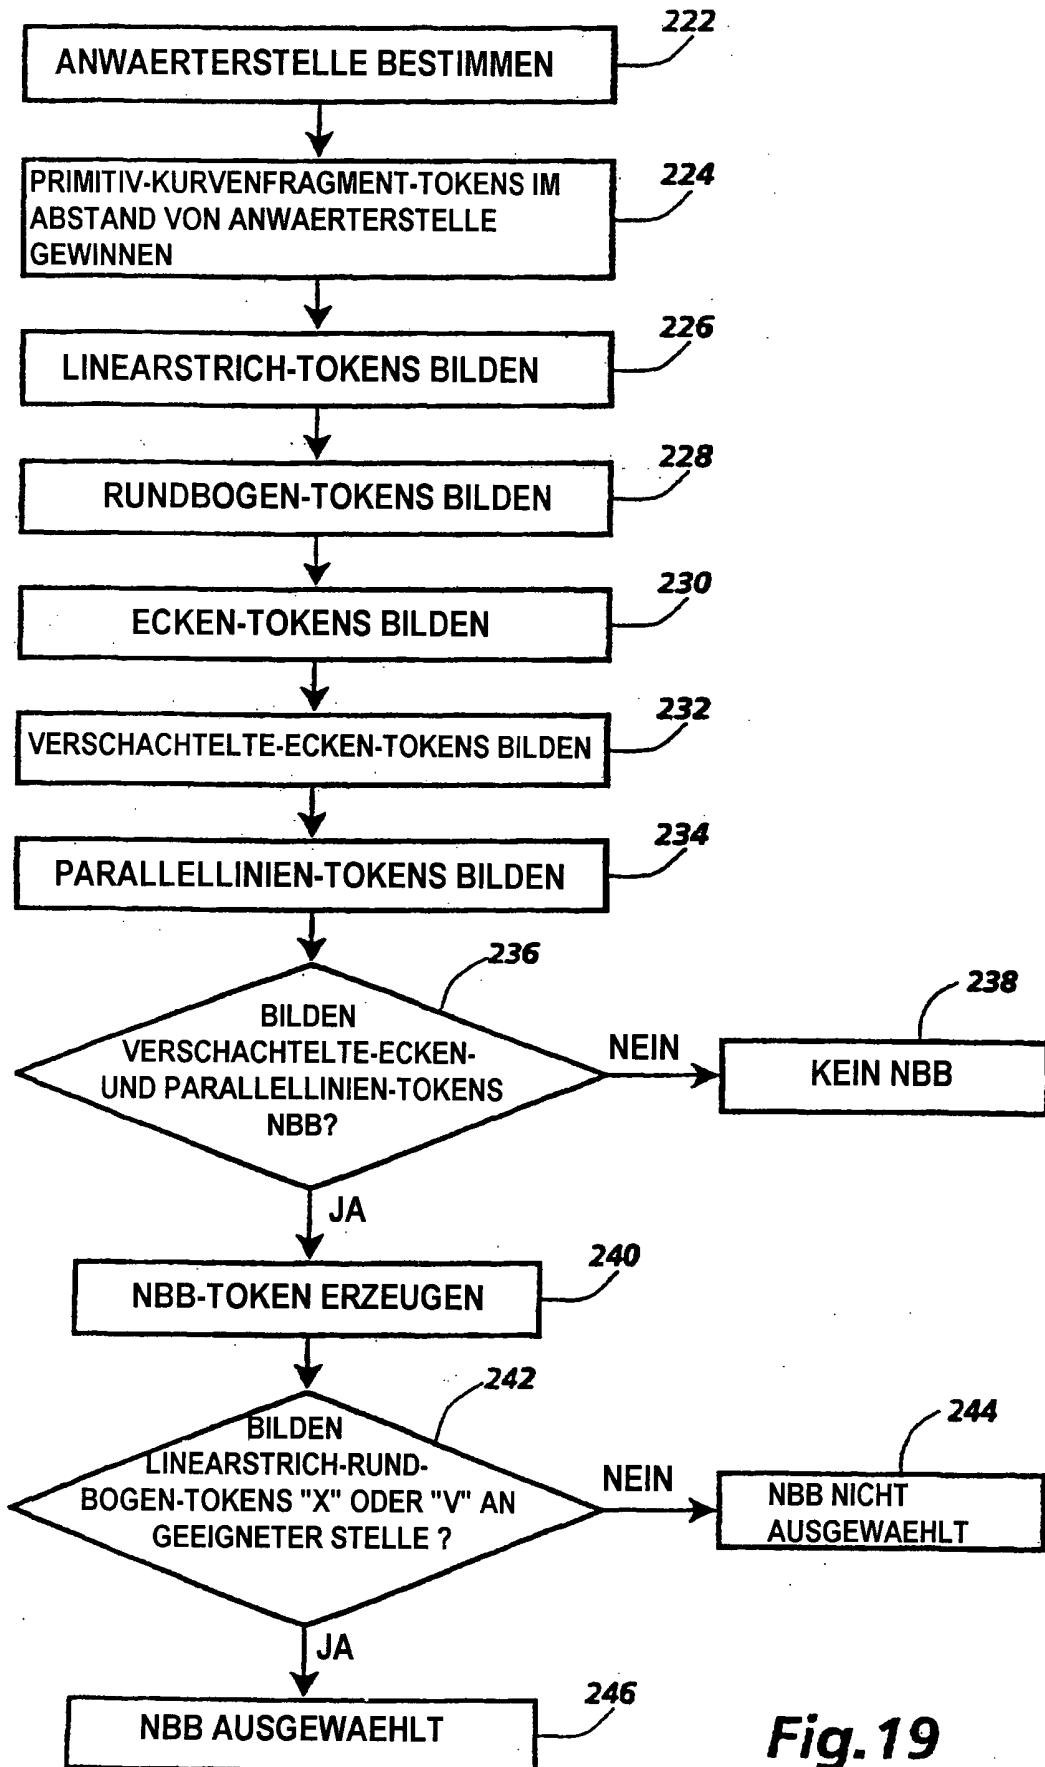 222
ANWAERTERSTELLE BESTIMMEN
224
PRIMITIV-KURVENFRAGMENT-TOKENS IM
ABSTAND VON ANWAERTERSTELLE
GEWINNEN
226
LINEARSTRICH-TOKENS BILDEN
228
RUNDBOGEN-TOKENS BILDEN
230
ECKEN-TOKENS BILDEN
232
VERSCHACHTELTE-ECKEN-TOKENS BILDEN
234
PARALLELLINIEN-TOKENS BILDEN
236
BILDEN
VERSCHACHTELTE-ECKEN-
UND PARALLELLINIEN-TOKENS
NBB?
NEIN
238
KEIN NBB
JA
240
NBB-TOKEN ERZEUGEN
242
BILDEN
LINEARSTRICH-RUND-
BOGEN-TOKENS "X" ODER "V" AN
GEEIGNETER STELLE ?
NEIN
244
NBB NICHT
AUSGEWAEHLT
JA
246
NBB AUSGEWAEHLT
Fig.19